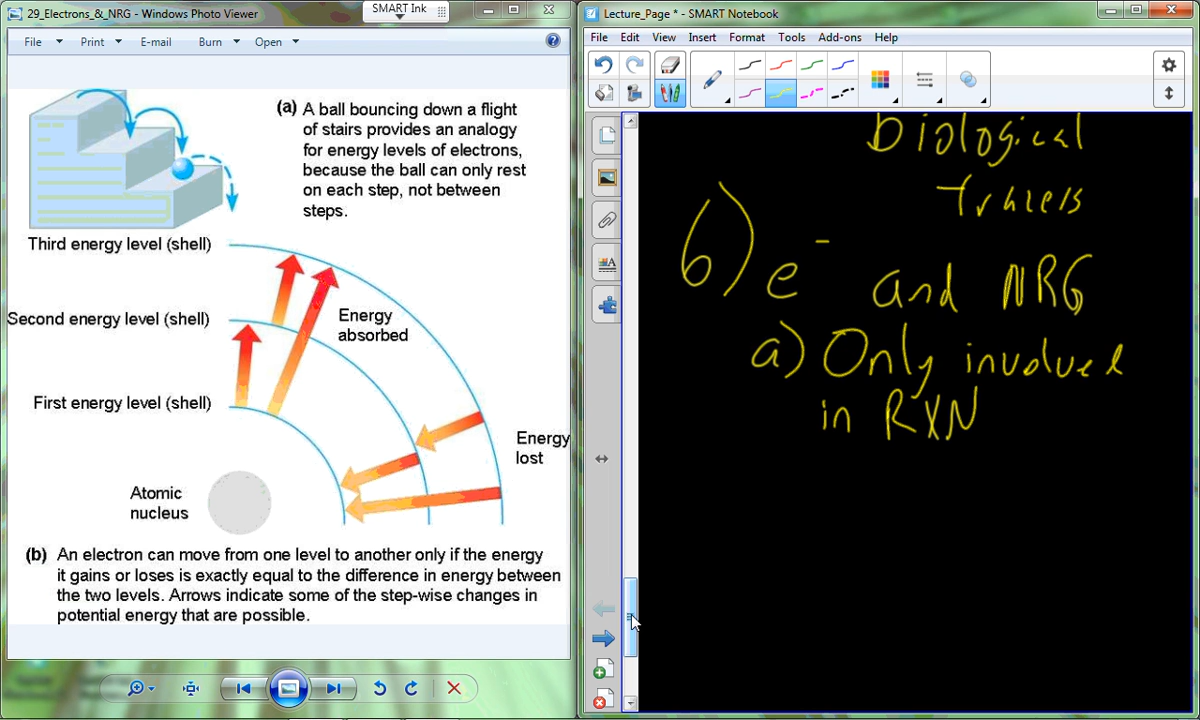 29_Electrons_&_NRG - Windows Photo Viewer
SMART Ink
File Print E-mail Burn Open
(a) A ball bouncing down a flight
of stairs provides an analogy
for energy levels of electrons,
because the ball can only rest
on each step, not between
steps.
Third energy level (shell)
Second energy level (shell)
Energy
absorbed
First energy level (shell)
Energy
lost
Atomic
nucleus
(b) An electron can move from one level to another only if the energy
it gains or loses is exactly equal to the difference in energy between
the two levels. Arrows indicate some of the step-wise changes in
potential energy that are possible.
Lecture_Page * - SMART Notebook
File Edit View Insert Format Tools Add-ons Help
Biological
Tracers
6) e⁻ and NRG
a) Only involved
in RXN